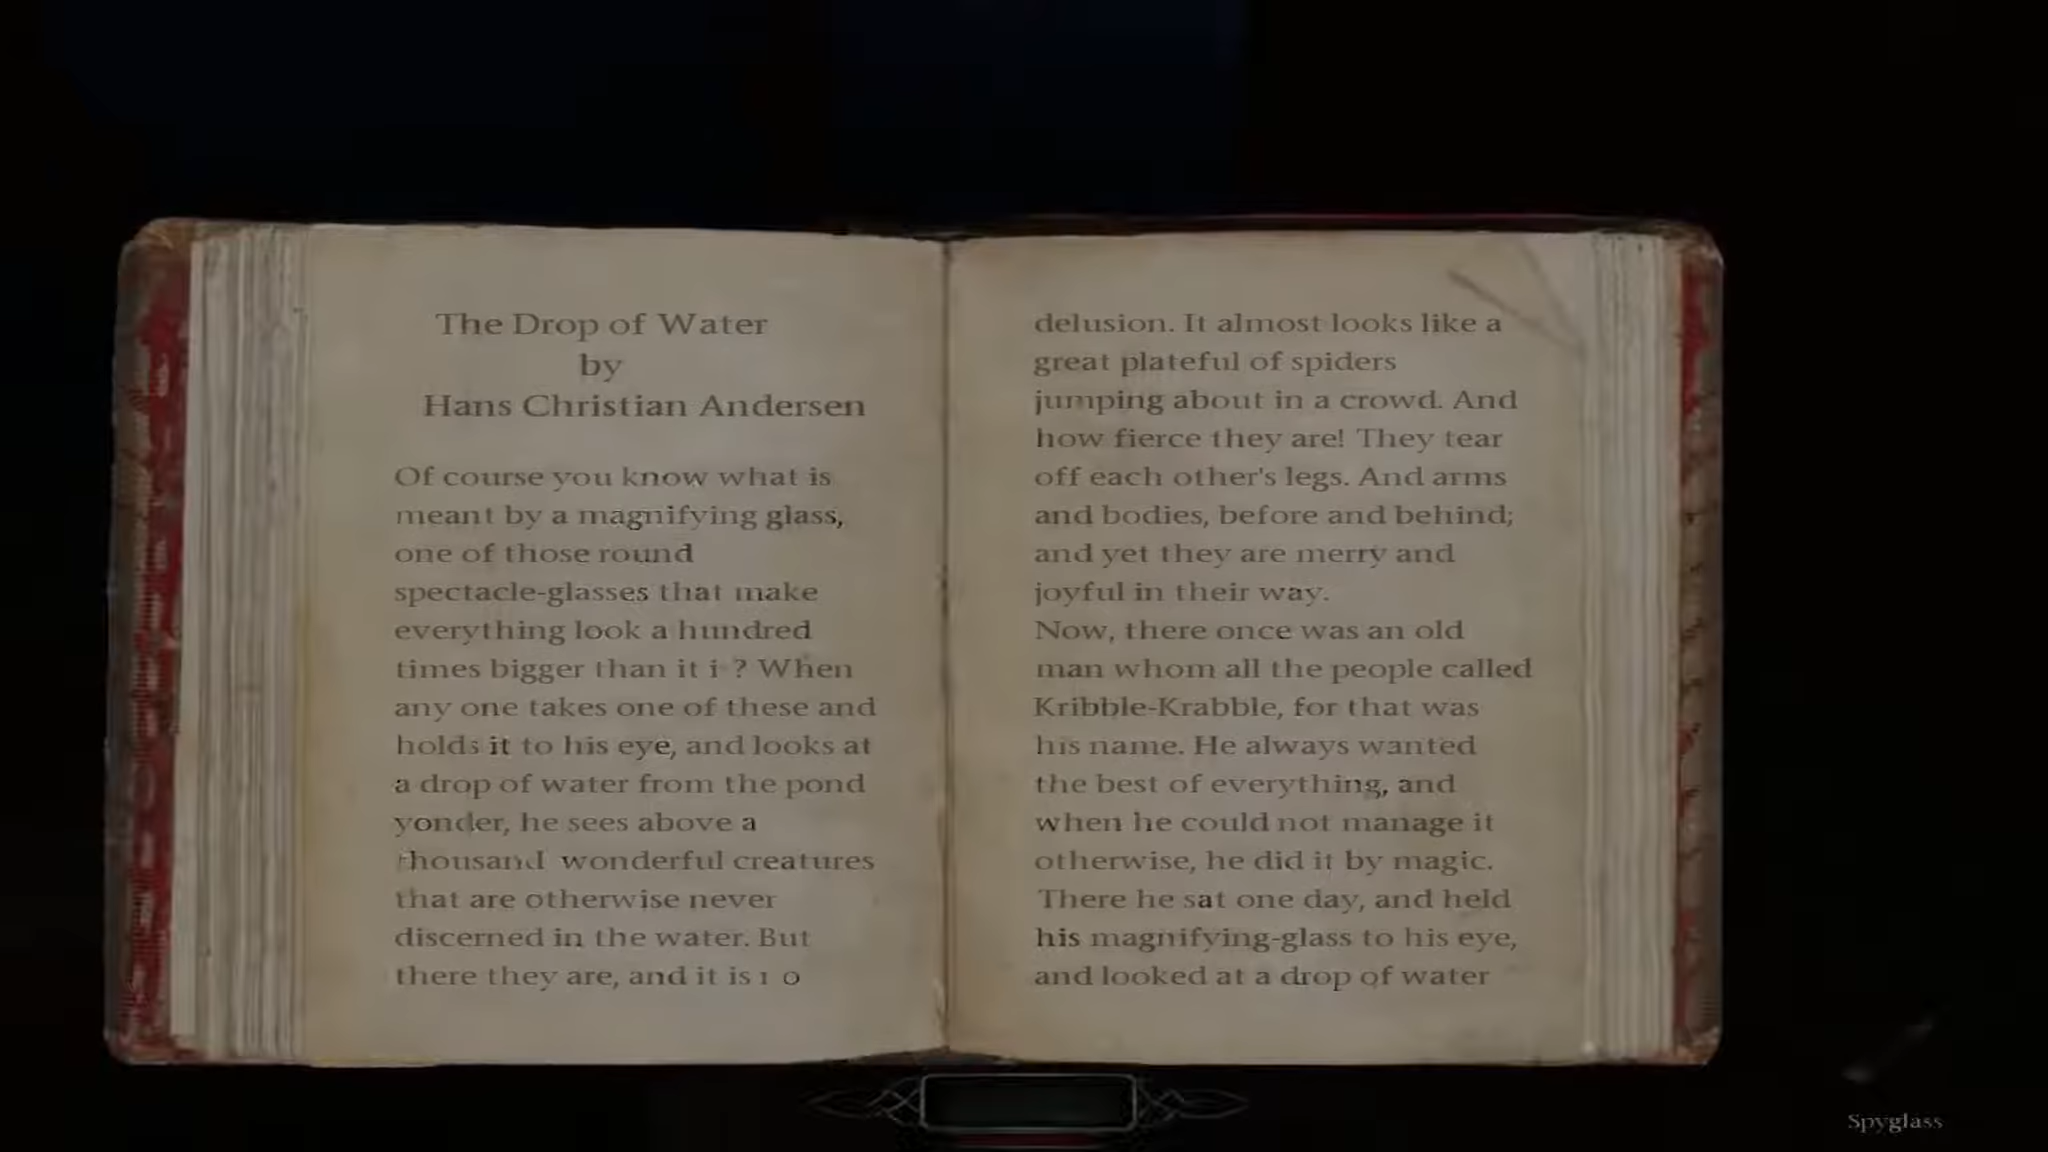 The Drop of Water
by
Hans Christian Andersen
Of course you know what is
meant by a magnifying glass,
one of those round
spectacle-glasses that make
everything look a hundred
times bigger than it i ? When
any one takes one of these and
holds it to his eye, and looks at
a drop of water from the pond
yonder, he sees above a
thousand wonderful creatures
that are otherwise never
discerned in the water. But
there they are, and it is
delusion. It almost looks like a
great plateful of spiders
jumping about in a crowd. And
how fierce they are! They tear
off each other's legs. And arms
and bodies, before and behind;
and yet they are merry and
joyful in their way.
Now, there once was an old
man whom all the people called
Kribble-Krabble, for that was
his name. He always wanted
the best of everything, and
when he could not manage it
otherwise, he did it by magic.
There he sat one day, and held
his magnifying-glass to his eye,
and looked at a drop of water
Spyglass